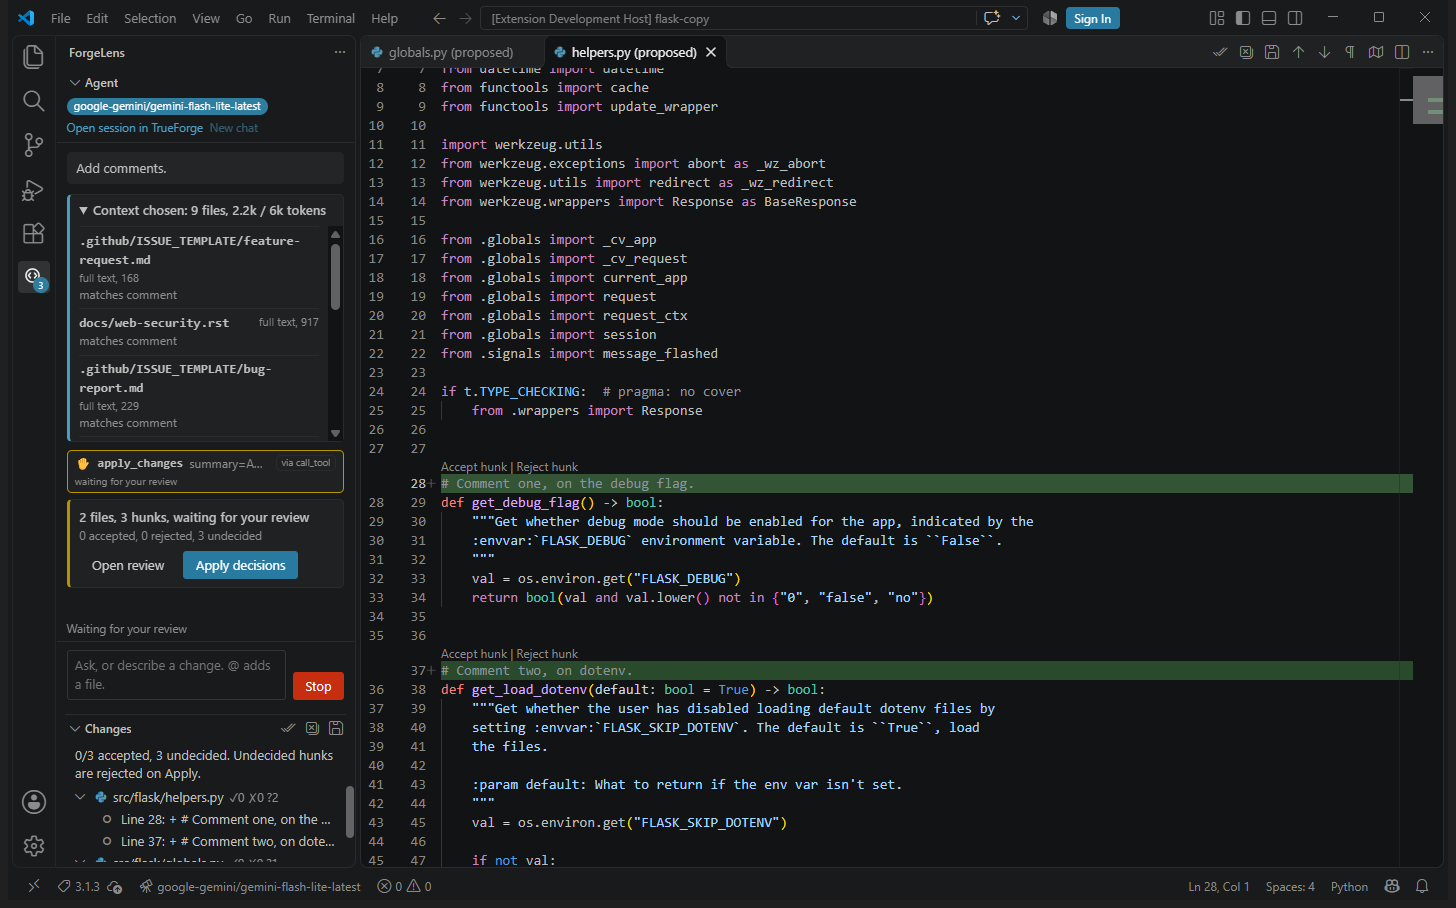 File Edit Selection View Go Run Terminal Help
[Extension Development Host] flask-copy
Sign In
ForgeLens
Agent
google-gemini/gemini-flash-lite-latest
Open session in TrueForge New chat
Add comments.
▼ Context chosen: 9 files, 2.2k / 6k tokens
.github/ISSUE_TEMPLATE/feature-
request.md
full text, 168
matches comment
docs/web-security.rst full text, 917
matches comment
.github/ISSUE_TEMPLATE/bug-
report.md
full text, 229
matches comment
apply_changes summary=A... via call_tool
waiting for your review
2 files, 3 hunks, waiting for your review
0 accepted, 0 rejected, 3 undecided
Open review Apply decisions
Waiting for your review
Ask, or describe a change. @ adds
a file.
Stop
Changes
0/3 accepted, 3 undecided. Undecided hunks
are rejected on Apply.
src/flask/helpers.py ✓0 ✗0 ?2
Line 28: + # Comment one, on the ...
Line 37: + # Comment two, on dote...
src/flask/globals.py ✓0 ✗0 ?1
3
globals.py (proposed) helpers.py (proposed)
7 7 from datetime import datetime
8 8 from functools import cache
9 9 from functools import update_wrapper
10 10
11 11 import werkzeug.utils
12 12 from werkzeug.exceptions import abort as _wz_abort
13 13 from werkzeug.utils import redirect as _wz_redirect
14 14 from werkzeug.wrappers import Response as BaseResponse
15 15
16 16 from .globals import _cv_app
17 17 from .globals import _cv_request
18 18 from .globals import current_app
19 19 from .globals import request
20 20 from .globals import request_ctx
21 21 from .globals import session
22 22 from .signals import message_flashed
23 23
24 24 if t.TYPE_CHECKING:  # pragma: no cover
25 25 from .wrappers import Response
26 26
27 27
Accept hunk | Reject hunk
28+ # Comment one, on the debug flag.
28 29 def get_debug_flag() -> bool:
29 30 """Get whether debug mode should be enabled for the app, indicated by the
30 31 :envvar:`FLASK_DEBUG` environment variable. The default is ``False``.
31 32 """
32 33 val = os.environ.get("FLASK_DEBUG")
33 34 return bool(val and val.lower() not in {"0", "false", "no"})
34 35
35 36
Accept hunk | Reject hunk
37+ # Comment two, on dotenv.
36 38 def get_load_dotenv(default: bool = True) -> bool:
37 39 """Get whether the user has disabled loading default dotenv files by
38 40 setting :envvar:`FLASK_SKIP_DOTENV`. The default is ``True``, load
39 41 the files.
40 42
41 43 :param default: What to return if the env var isn't set.
42 44 """
43 45 val = os.environ.get("FLASK_SKIP_DOTENV")
44 46
45 47 if not val:
3.1.3 google-gemini/gemini-flash-lite-latest 0 0
Ln 28, Col 1 Spaces: 4 Python